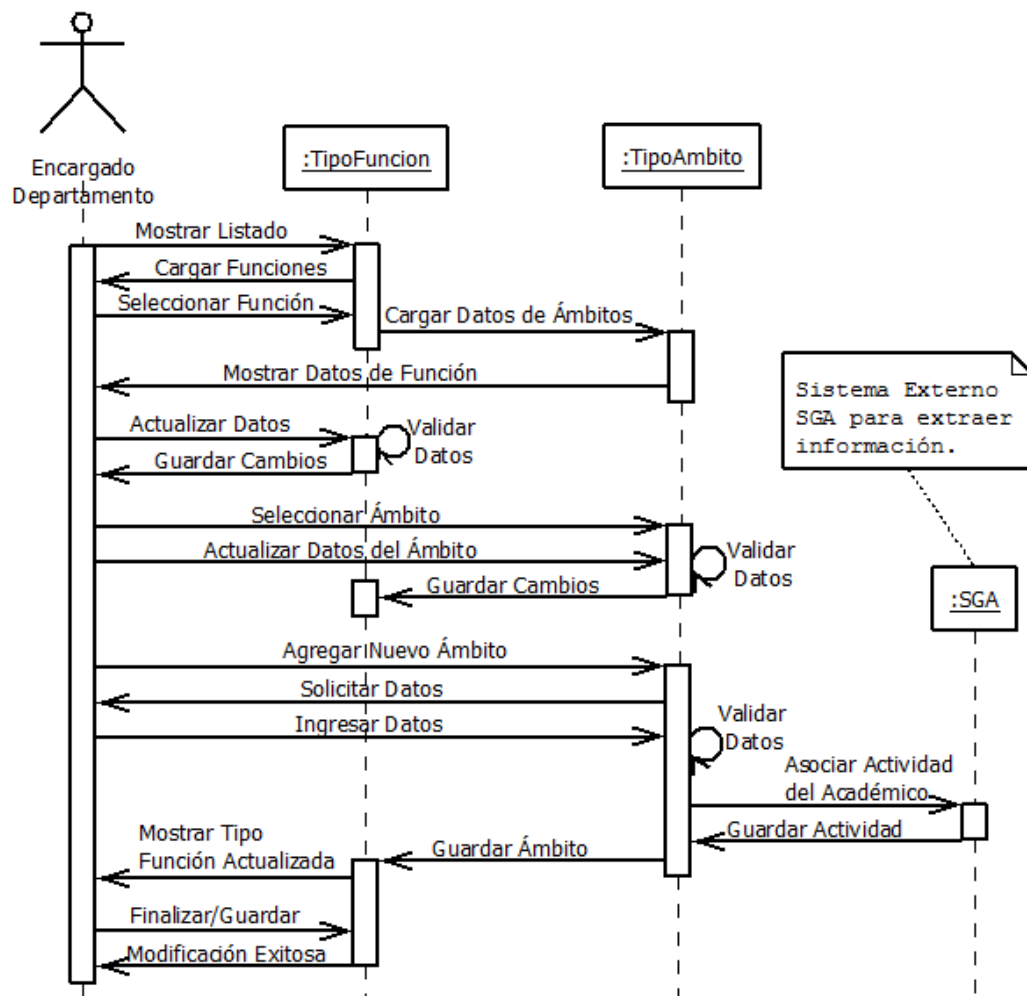 Encargado
Departamento
:TipoFuncion
:TipoAmbito
Mostrar Listado
Cargar Funciones
Seleccionar Función
Cargar Datos de Ámbitos
Mostrar Datos de Función
Sistema Externo
SGA para extraer
información.
Actualizar Datos
Validar
Datos
Guardar Cambios
Seleccionar Ámbito
Actualizar Datos del Ámbito
Validar
Datos
Guardar Cambios
:SGA
Agregar Nuevo Ámbito
Solicitar Datos
Ingresar Datos
Validar
Datos
Asociar Actividad
del Académico
Guardar Actividad
Mostrar Tipo
Función Actualizada
Guardar Ámbito
Finalizar/Guardar
Modificación Exitosa